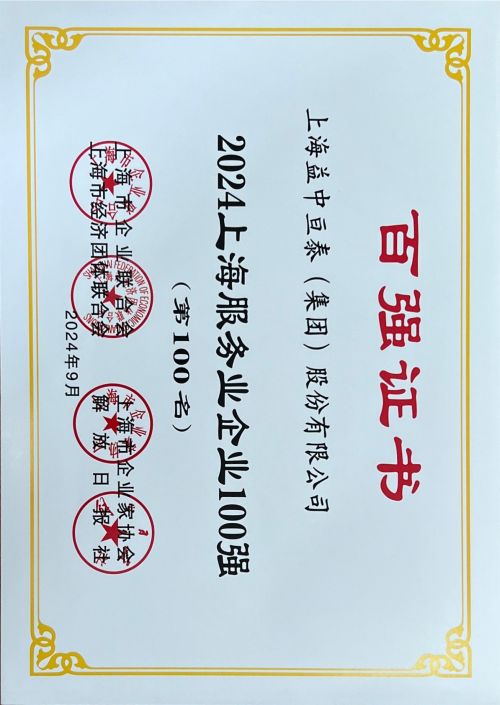 百强证书
上海益中亘泰（集团）股份有限公司
2024上海服务业企业100强
（第100名）
上海市企业联合会 上海市企业家协会
上海市经济团体联合会 解放日报社
2024年9月